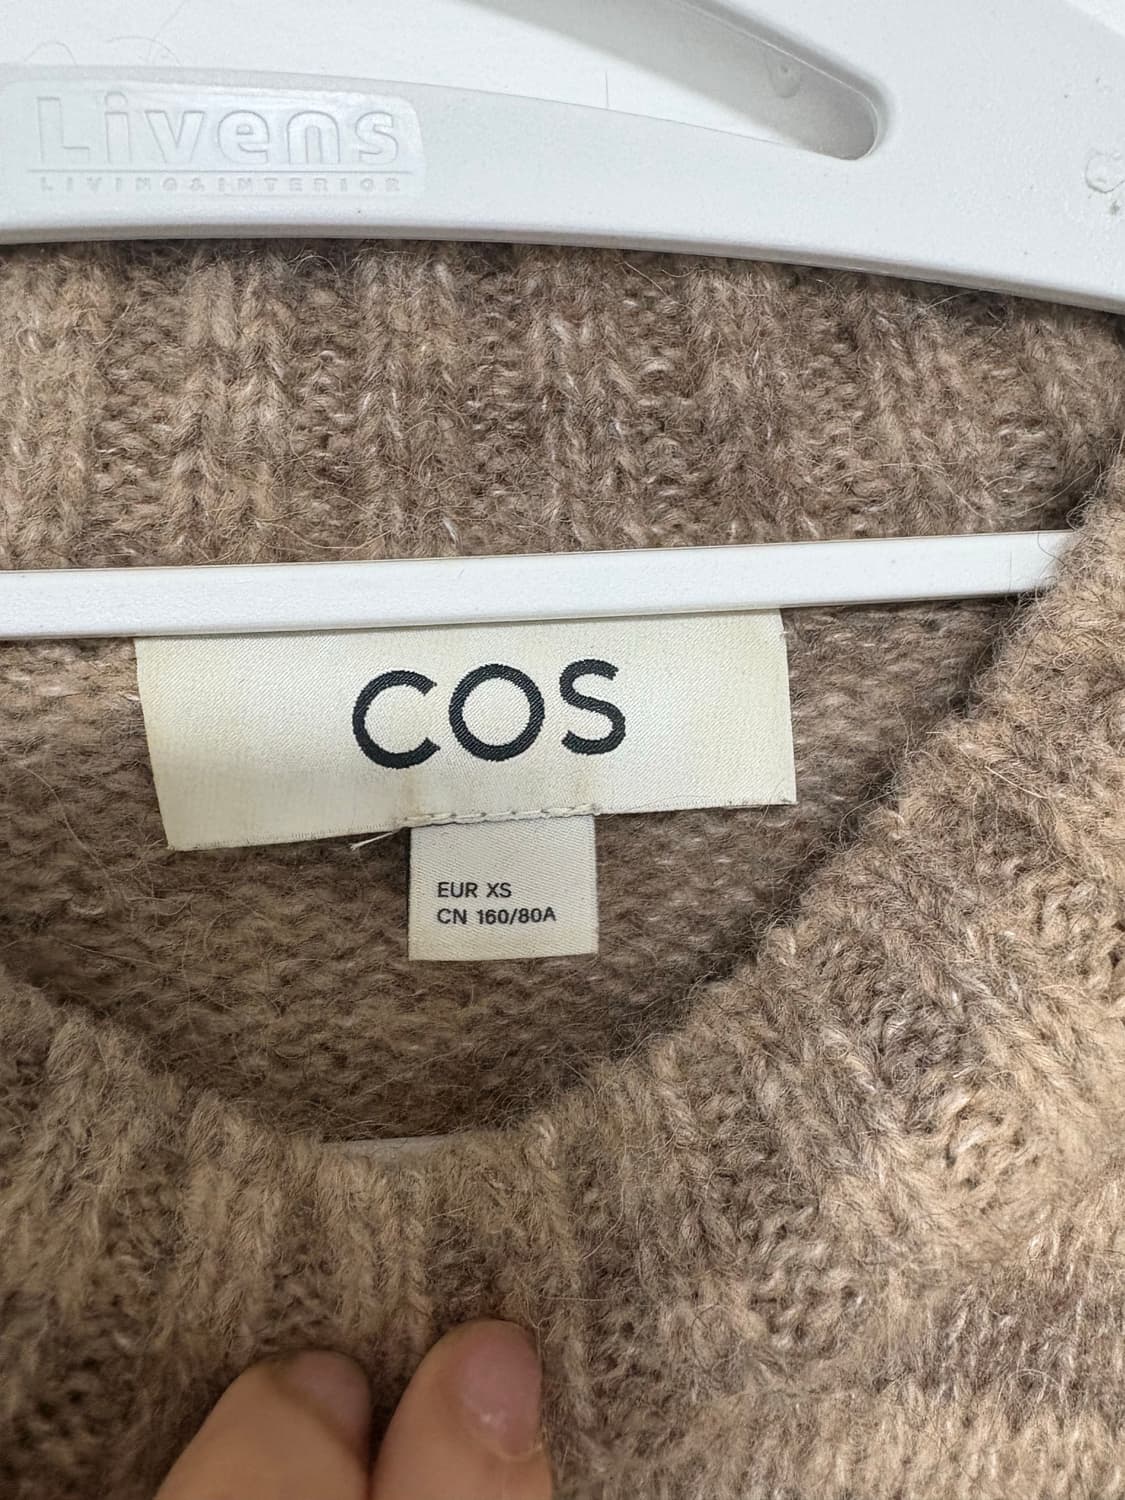 Livens
LIVING&INTERIOR
COS
EUR XS
CN 160/80A